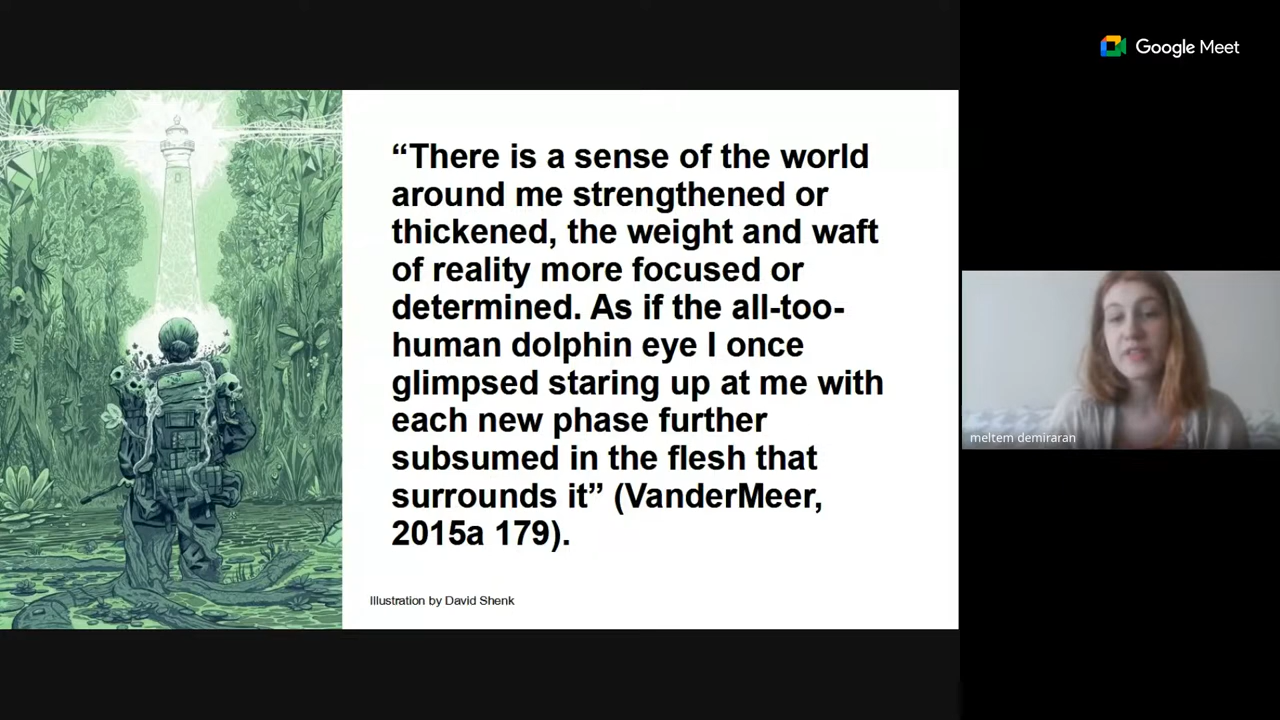 Google Meet
“There is a sense of the world
around me strengthened or
thickened, the weight and waft
of reality more focused or
determined. As if the all-too-
human dolphin eye I once
glimpsed staring up at me with
each new phase further
subsumed in the flesh that
surrounds it” (VanderMeer,
2015a 179).
Illustration by David Shenk
meltem demiraran